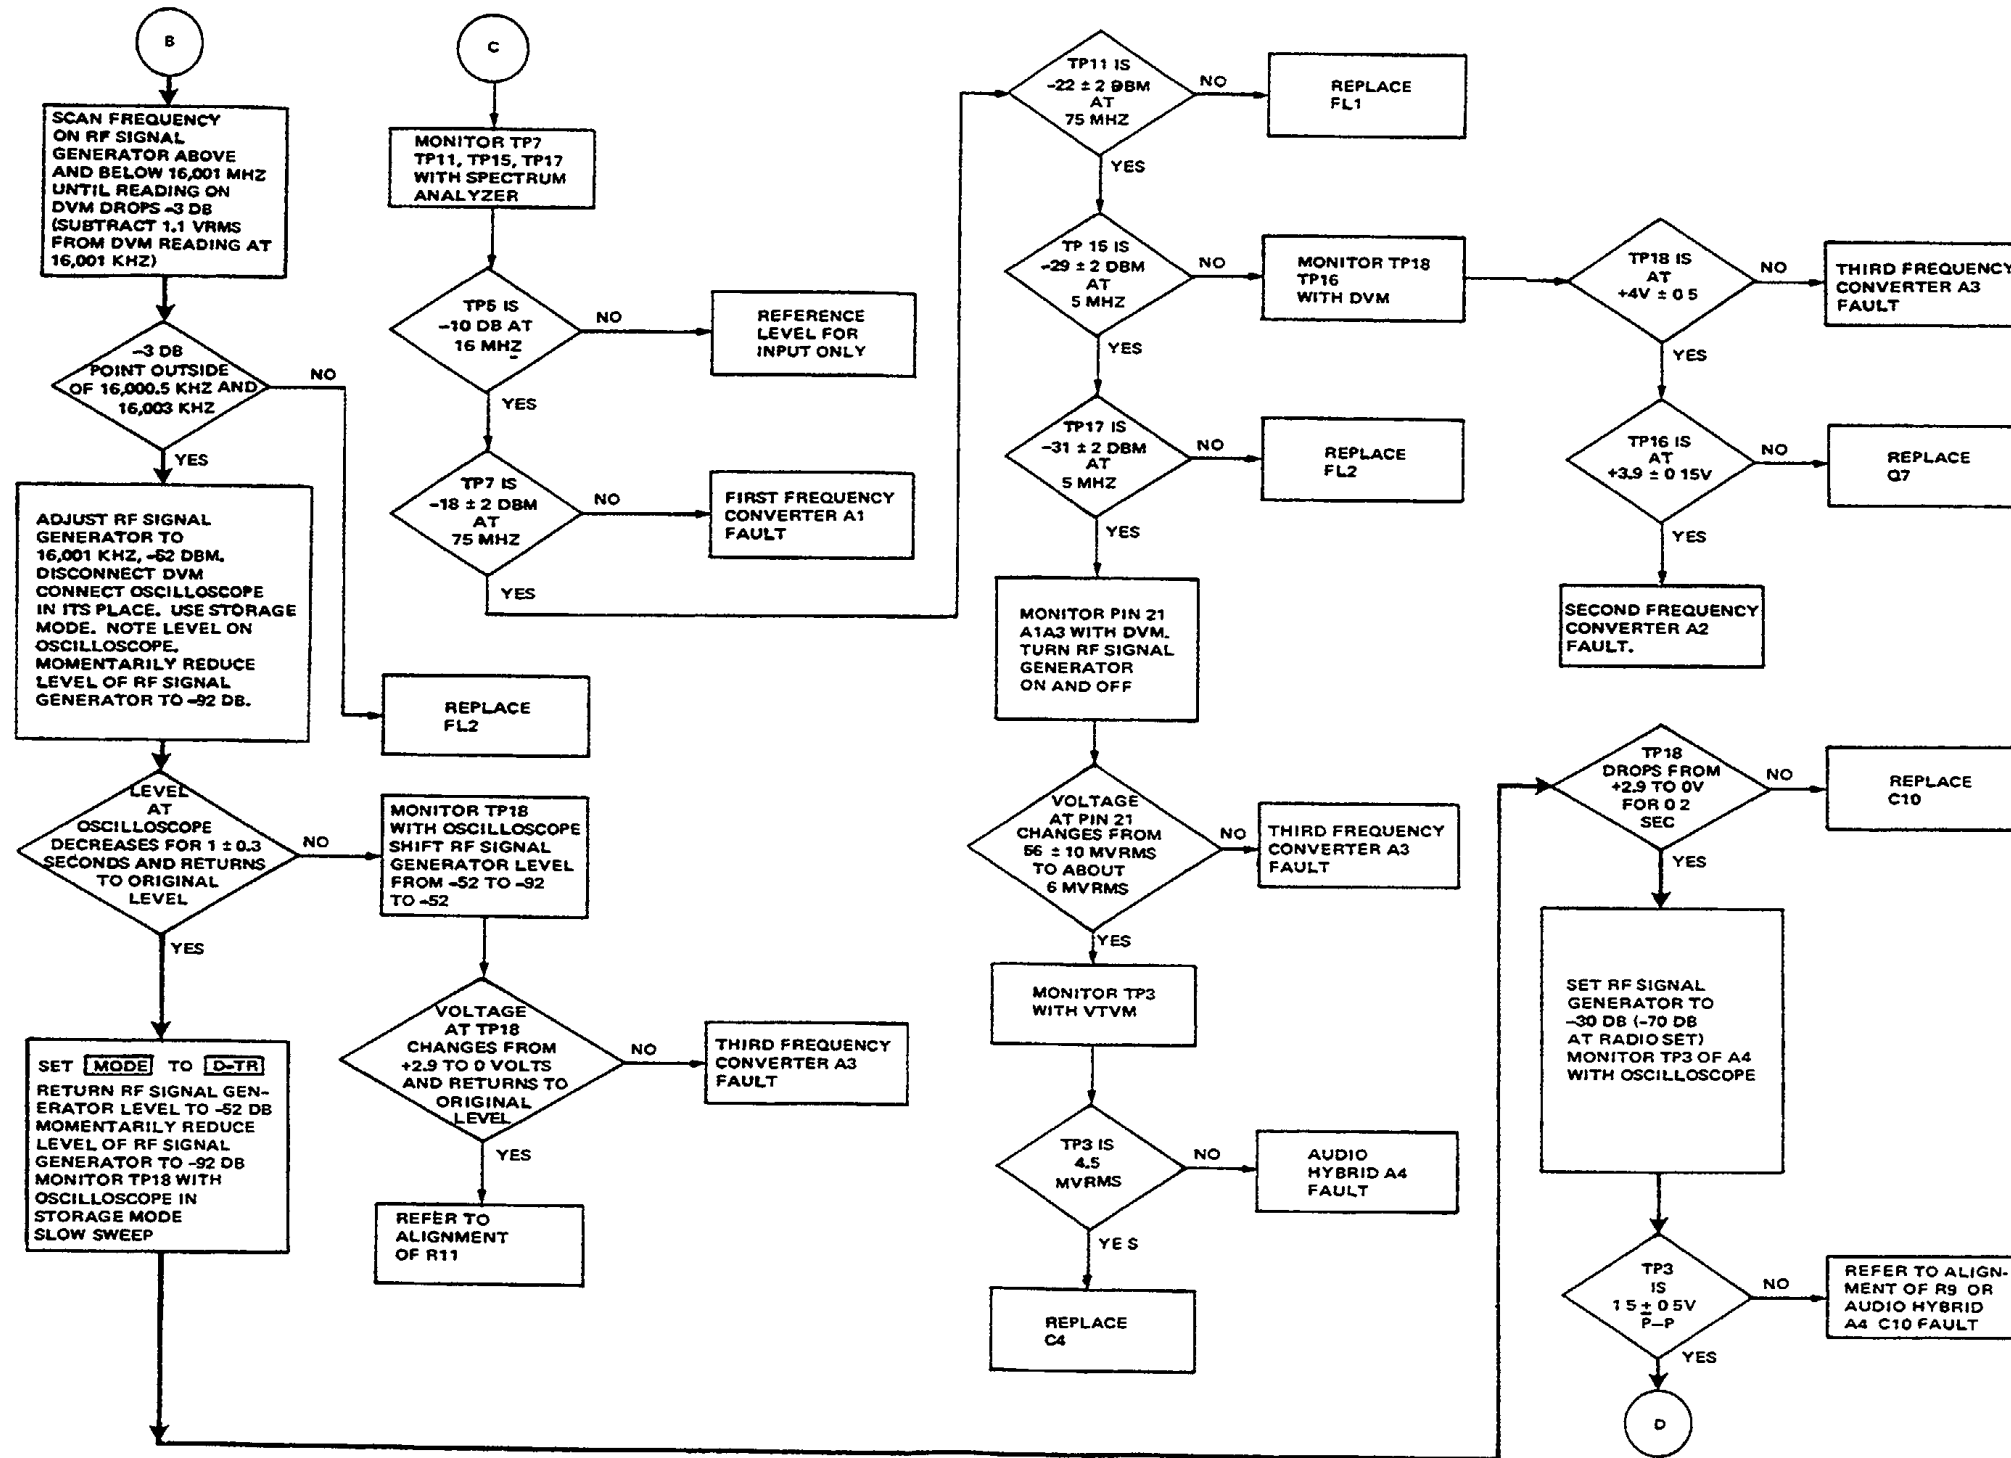 B
SCAN FREQUENCY
ON RF SIGNAL
GENERATOR ABOVE
AND BELOW 16,001 MHZ
UNTIL READING ON
DVM DROPS -3 DB
(SUBTRACT 1.1 VRMS
FROM DVM READING AT
16,001 KHZ)
-3 DB
POINT OUTSIDE
OF 16,000.5 KHZ AND
16,003 KHZ
NO
YES
REPLACE
FL2
ADJUST RF SIGNAL
GENERATOR TO
16,001 KHZ, -52 DBM.
DISCONNECT DVM
CONNECT OSCILLOSCOPE
IN ITS PLACE. USE STORAGE
MODE. NOTE LEVEL ON
OSCILLOSCOPE.
MOMENTARILY REDUCE
LEVEL OF RF SIGNAL
GENERATOR TO -92 DB.
LEVEL
AT
OSCILLOSCOPE
DECREASES FOR 1 ± 0.3
SECONDS AND RETURNS
TO ORIGINAL
LEVEL
NO
YES
MONITOR TP18
WITH OSCILLOSCOPE
SHIFT RF SIGNAL
GENERATOR LEVEL
FROM -52 TO -92
TO -52
VOLTAGE
AT TP18
CHANGES FROM
+2.9 TO 0 VOLTS
AND RETURNS TO
ORIGINAL
LEVEL
NO
THIRD FREQUENCY
CONVERTER A3
FAULT
YES
REFER TO
ALIGNMENT
OF R11
SET MODE TO D-TR
RETURN RF SIGNAL GEN-
ERATOR LEVEL TO -52 DB
MOMENTARILY REDUCE
LEVEL OF RF SIGNAL
GENERATOR TO -92 DB
MONITOR TP18 WITH
OSCILLOSCOPE IN
STORAGE MODE
SLOW SWEEP
C
MONITOR TP7
TP11, TP15, TP17
WITH SPECTRUM
ANALYZER
TP5 IS
-10 DB AT
16 MHZ
NO
REFERENCE
LEVEL FOR
INPUT ONLY
YES
TP7 IS
-18 ± 2 DBM
AT
75 MHZ
NO
FIRST FREQUENCY
CONVERTER A1
FAULT
YES
TP11 IS
-22 ± 2 DBM
AT
75 MHZ
NO
REPLACE
FL1
YES
TP 15 IS
-29 ± 2 DBM
AT
5 MHZ
NO
MONITOR TP18
TP16
WITH DVM
YES
TP17 IS
-31 ± 2 DBM
AT
5 MHZ
NO
REPLACE
FL2
YES
MONITOR PIN 21
A1A3 WITH DVM.
TURN RF SIGNAL
GENERATOR
ON AND OFF
VOLTAGE
AT PIN 21
CHANGES FROM
56 ± 10 MVRMS
TO ABOUT
6 MVRMS
NO
THIRD FREQUENCY
CONVERTER A3
FAULT
YES
MONITOR TP3
WITH VTVM
TP3 IS
4.5
MVRMS
NO
AUDIO
HYBRID A4
FAULT
YE S
REPLACE
C4
TP18 IS
AT
+4V ± 0 5
NO
THIRD FREQUENCY
CONVERTER A3
FAULT
YES
TP16 IS
AT
+3.9 ± 0 15V
NO
REPLACE
Q7
YES
SECOND FREQUENCY
CONVERTER A2
FAULT.
TP18
DROPS FROM
+2.9 TO 0V
FOR 0 2
SEC
NO
REPLACE
C10
YES
SET RF SIGNAL
GENERATOR TO
-30 DB (-70 DB
AT RADIO SET)
MONITOR TP3 OF A4
WITH OSCILLOSCOPE
TP3
IS
1 5 ± 0 5V
P-P
NO
REFER TO ALIGN-
MENT OF R9 OR
AUDIO HYBRID
A4 C10 FAULT
YES
D